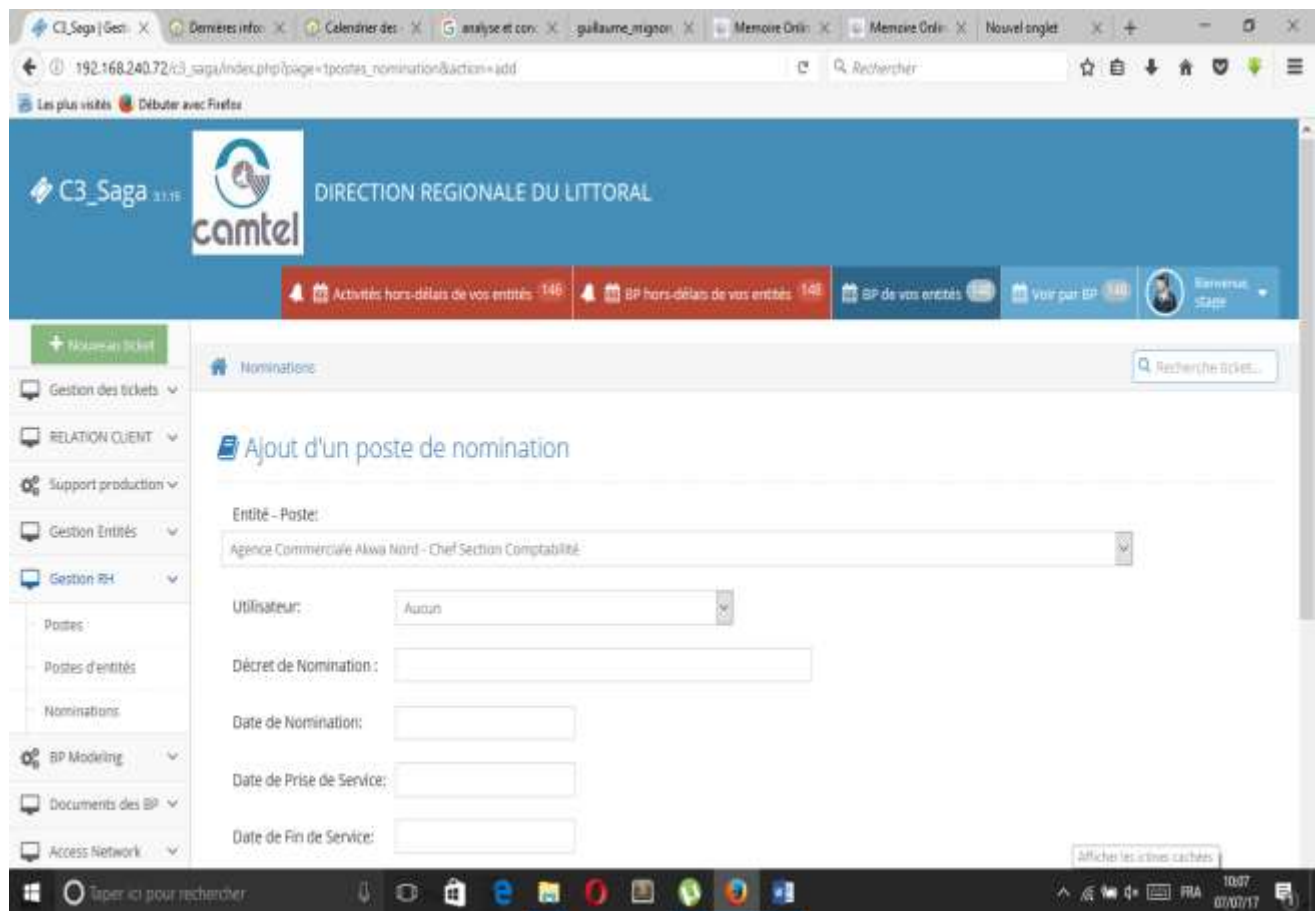 C3_Saga | Gest
Dernières info
Calendrier des
analyse et con
guillaume_mignon
Memoire Onlin
Memoire Onlin
Nouvel onglet
192.168.240.72/c3_saga/index.php?page=tpostes_nomination&action=add
Rechercher
Les plus visités
Débuter avec Firefox
C3_Saga 3.1.15
camtel
DIRECTION REGIONALE DU LITTORAL
Activités hors-délais de vos entités 146
BP hors-délais de vos entités 148
BP de vos entités
Voir par BP 148
Bienvenue,
stage
Nouveau ticket
Nominations
Recherche ticket...
Gestion des tickets
RELATION CLIENT
Support production
Gestion Entités
Gestion RH
Postes
Postes d'entités
Nominations
BP Modeling
Documents des BP
Access Network
Ajout d'un poste de nomination
Entité - Poste:
Agence Commerciale Akwa Nord - Chef Section Comptabilité
Utilisateur:
Aucun
Décret de Nomination :
Date de Nomination:
Date de Prise de Service:
Date de Fin de Service:
Afficher les icônes cachées
Taper ici pour rechercher
FRA
10:07
07/07/17